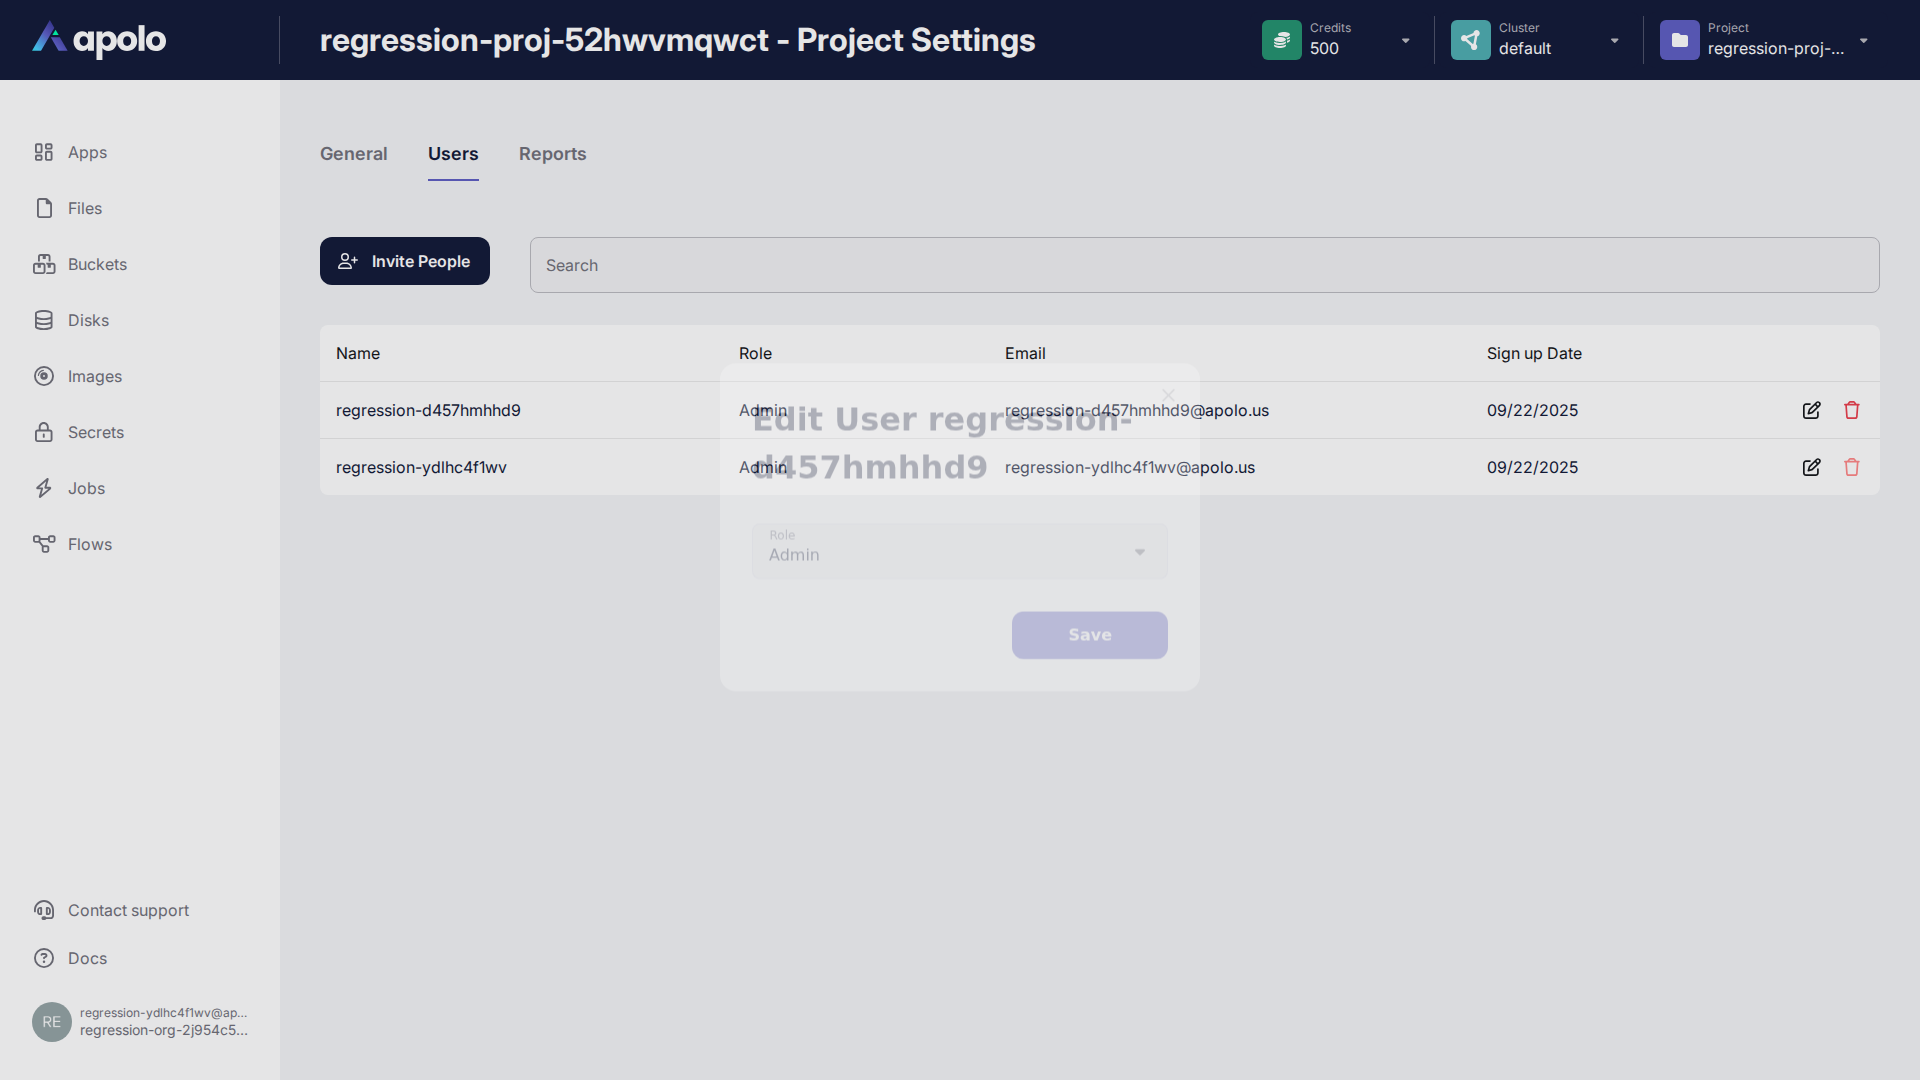 apolo
regression-proj-52hwvmqwct - Project Settings
Credits
500
Cluster
default
Project
regression-proj-...
Apps
Files
Buckets
Disks
Images
Secrets
Jobs
Flows
General
Users
Reports
Invite People
Search
Name
Role
Email
Sign up Date
regression-d457hmhhd9
Admin
regression-d457hmhhd9@apolo.us
09/22/2025
regression-ydlhc4f1wv
Admin
regression-ydlhc4f1wv@apolo.us
09/22/2025
Edit User regression-
d457hmhhd9
Role
Admin
Save
Contact support
Docs
RE
regression-ydlhc4f1wv@ap...
regression-org-2j954c5...